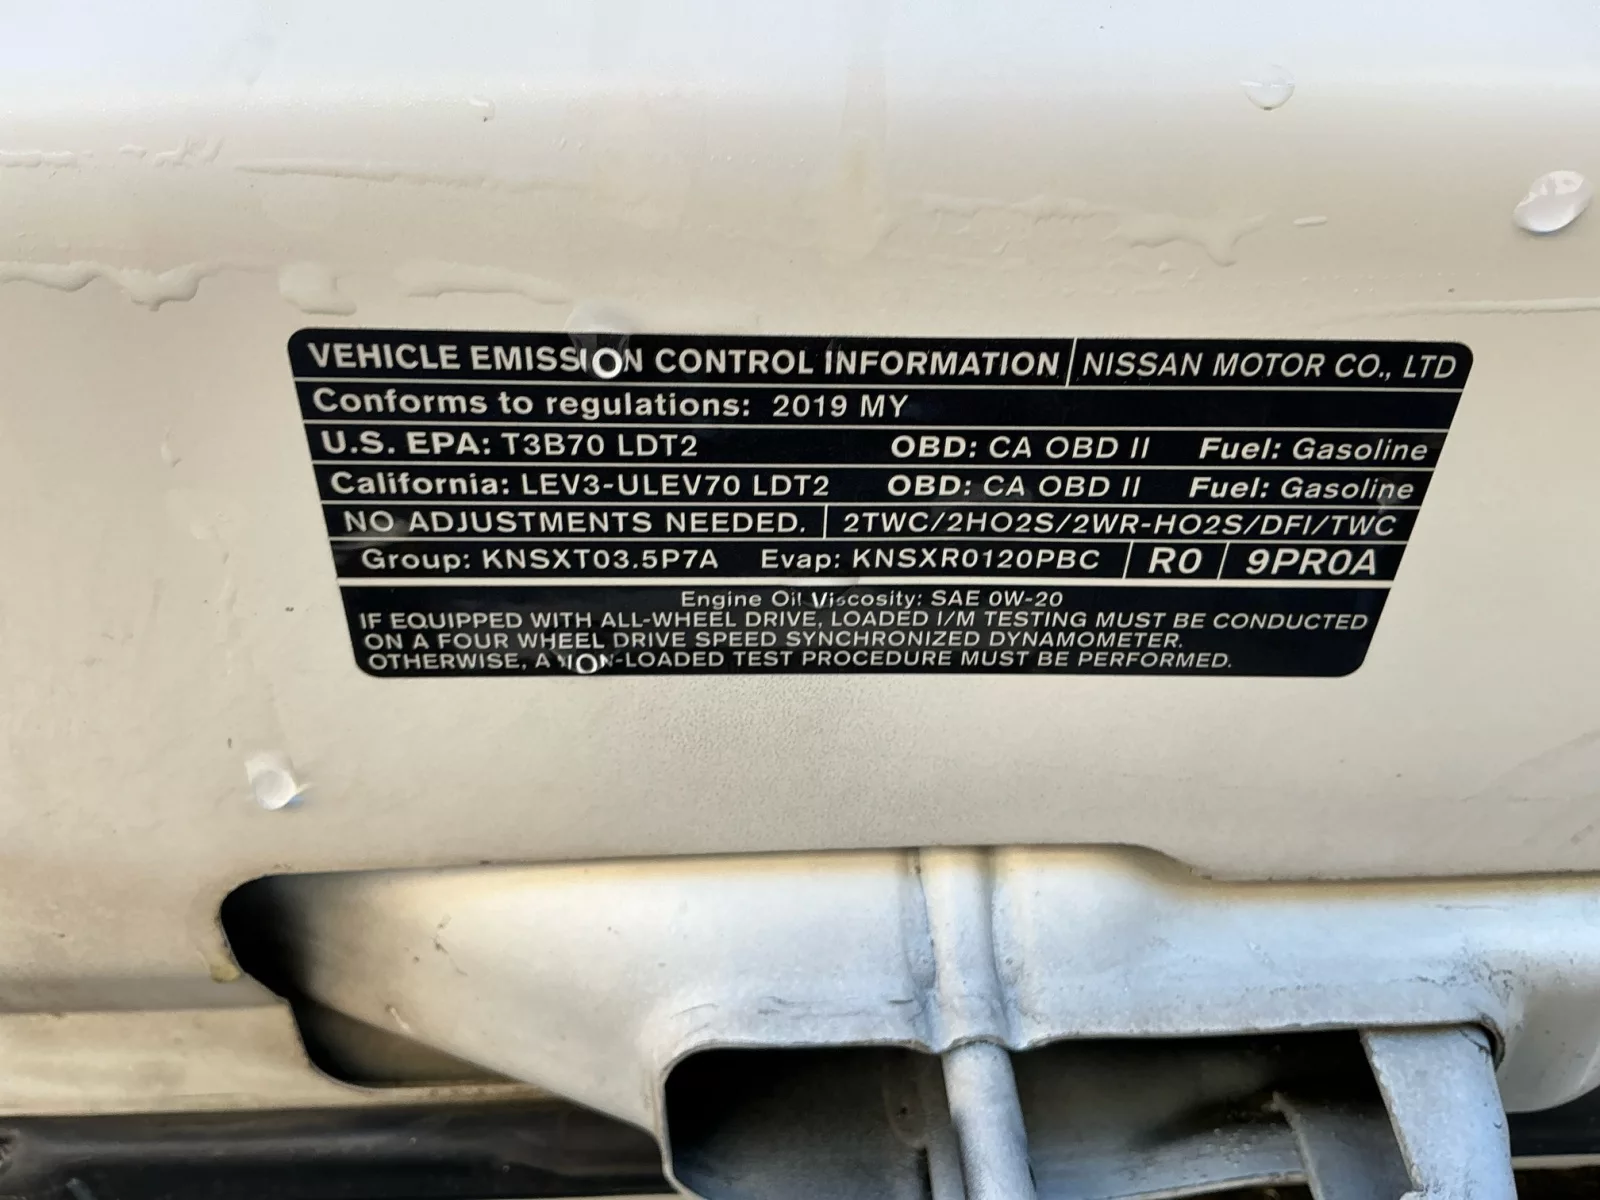 VEHICLE EMISSION CONTROL INFORMATION NISSAN MOTOR CO., LTD
Conforms to regulations: 2019 MY
U.S. EPA: T3B70 LDT2 OBD: CA OBD II Fuel: Gasoline
California: LEV3-ULEV70 LDT2 OBD: CA OBD II Fuel: Gasoline
NO ADJUSTMENTS NEEDED. 2TWC/2HO2S/2WR-HO2S/DFI/TWC
Group: KNSXT03.5P7A Evap: KNSXR0120PBC R0 9PR0A
Engine Oil Viscosity: SAE 0W-20
IF EQUIPPED WITH ALL-WHEEL DRIVE, LOADED I/M TESTING MUST BE CONDUCTED
ON A FOUR WHEEL DRIVE SPEED SYNCHRONIZED DYNAMOMETER.
OTHERWISE, A NON-LOADED TEST PROCEDURE MUST BE PERFORMED.